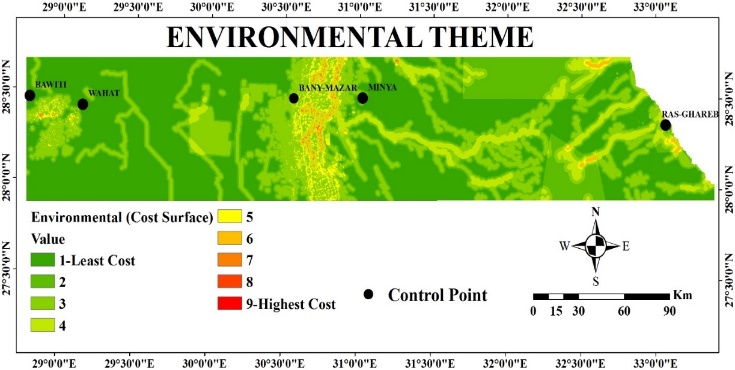 29°0'0"E 29°30'0"E 30°0'0"E 30°30'0"E 31°0'0"E 31°30'0"E 32°0'0"E 32°30'0"E 33°0'0"E
ENVIRONMENTAL THEME
28°30'0"N
28°0'0"N
27°30'0"N
BAWITI
WAHAT
BANY-MAZAR
MINYA
RAS-GHAREB
28°30'0"N
28°0'0"N
27°30'0"N
Environmental (Cost Surface)
Value
1-Least Cost
2
3
4
5
6
7
8
9-Highest Cost
Control Point
N
W E
S
Km
0 15 30 60 90
29°0'0"E 29°30'0"E 30°0'0"E 30°30'0"E 31°0'0"E 31°30'0"E 32°0'0"E 32°30'0"E 33°0'0"E